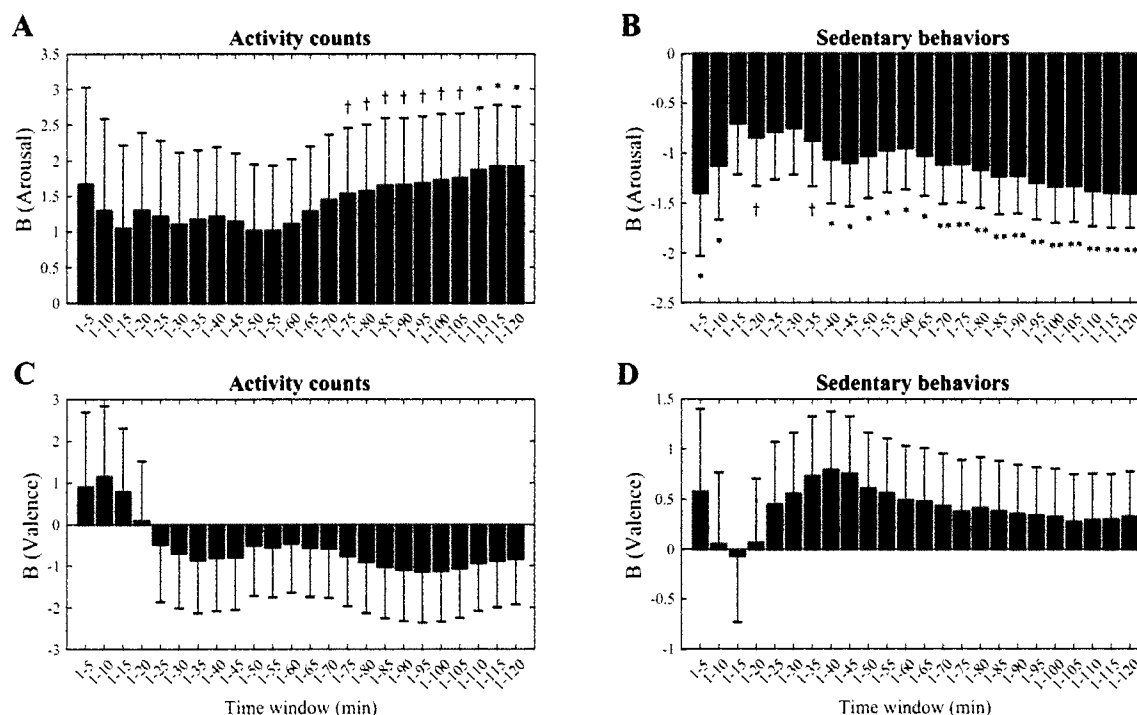 A
Activity counts
B (Arousal)
3.5
3
2.5
2
1.5
1
0.5
0
† † † † † † † * * *
1-5 1-10 1-15 1-20 1-25 1-30 1-35 1-40 1-45 1-50 1-55 1-60 1-65 1-70 1-75 1-80 1-85 1-90 1-95 1-100 1-105 1-110 1-115 1-120
B
Sedentary behaviors
B (Arousal)
0
-0.5
-1
-1.5
-2
-2.5
* * † † * * * * * * ** ** ** ** ** ** ** ** ** ** **
1-5 1-10 1-15 1-20 1-25 1-30 1-35 1-40 1-45 1-50 1-55 1-60 1-65 1-70 1-75 1-80 1-85 1-90 1-95 1-100 1-105 1-110 1-115 1-120
C
Activity counts
B (Valence)
3
2
1
0
-1
-2
-3
1-5 1-10 1-15 1-20 1-25 1-30 1-35 1-40 1-45 1-50 1-55 1-60 1-65 1-70 1-75 1-80 1-85 1-90 1-95 1-100 1-105 1-110 1-115 1-120
Time window (min)
D
Sedentary behaviors
B (Valence)
1.5
1
0.5
0
-0.5
-1
1-5 1-10 1-15 1-20 1-25 1-30 1-35 1-40 1-45 1-50 1-55 1-60 1-65 1-70 1-75 1-80 1-85 1-90 1-95 1-100 1-105 1-110 1-115 1-120
Time window (min)